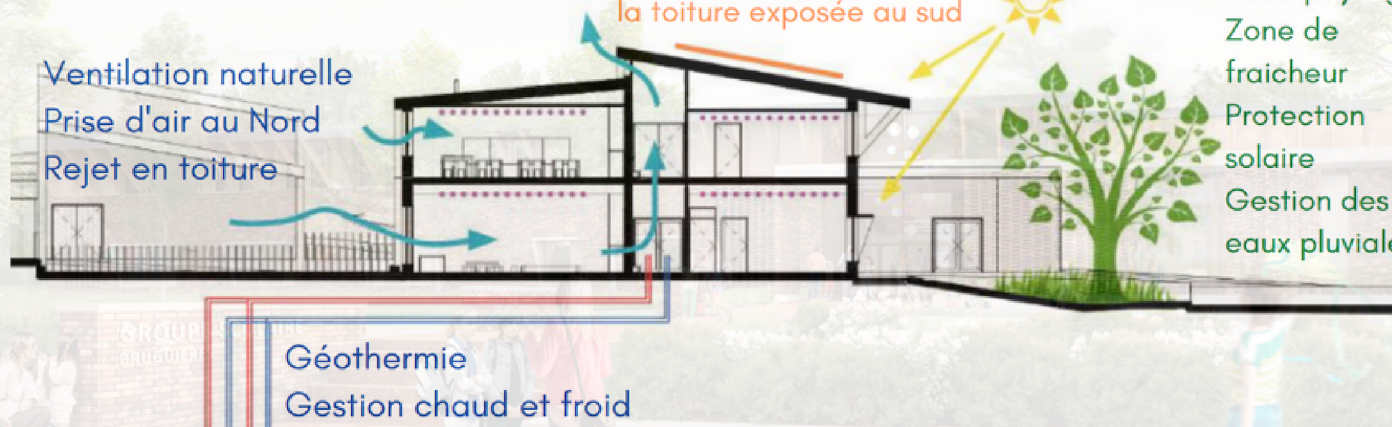 la toiture exposée au sud
Ventilation naturelle
Prise d'air au Nord
Rejet en toiture
Zone de
fraicheur
Protection
solaire
Gestion des
eaux pluviale
Géothermie
Gestion chaud et froid